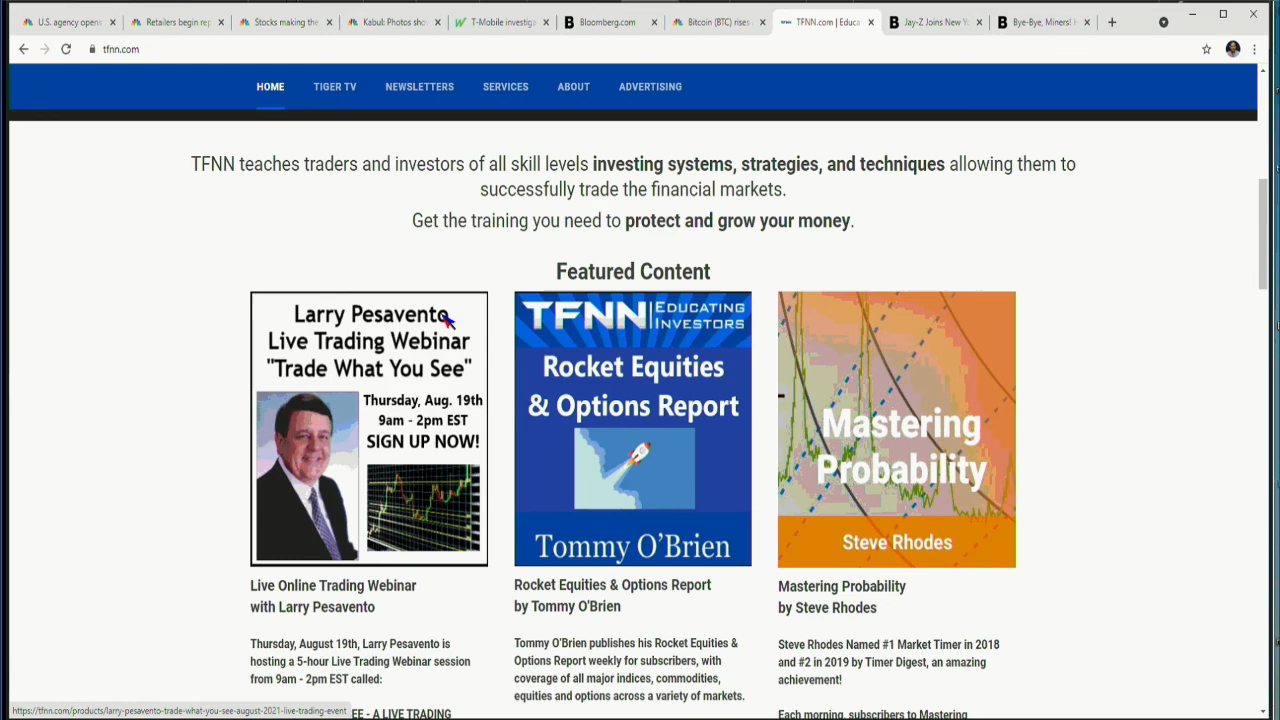 U.S. agency opens
Retailers begin rep
Stocks making the
Kabul: Photos sho
T-Mobile investiga
Bloomberg.com
Bitcoin (BTC) rises
TFNN.com | Educa
Jay-Z Joins New Yo
Bye-Bye, Miners! H
tfnn.com
HOME TIGER TV NEWSLETTERS SERVICES ABOUT ADVERTISING
TFNN teaches traders and investors of all skill levels investing systems, strategies, and techniques allowing them to
successfully trade the financial markets.
Get the training you need to protect and grow your money.
Featured Content
Larry Pesavento
Live Trading Webinar
"Trade What You See"
Thursday, Aug. 19th
9am - 2pm EST
SIGN UP NOW!
Live Online Trading Webinar
with Larry Pesavento
Thursday, August 19th, Larry Pesavento is
hosting a 5-hour Live Trading Webinar session
from 9am - 2pm EST called:
EE - A LIVE TRADING
TFNN EDUCATING
INVESTORS
Rocket Equities
& Options Report
Tommy O'Brien
Rocket Equities & Options Report
by Tommy O'Brien
Tommy O'Brien publishes his Rocket Equities &
Options Report weekly for subscribers, with
coverage of all major indices, commodities,
equities and options across a variety of markets.
Mastering
Probability
Steve Rhodes
Mastering Probability
by Steve Rhodes
Steve Rhodes Named #1 Market Timer in 2018
and #2 in 2019 by Timer Digest, an amazing
achievement!
Each morning, subscribers to Mastering
https://tfnn.com/products/larry-pesavento-trade-what-you-see-august-2021-live-trading-event